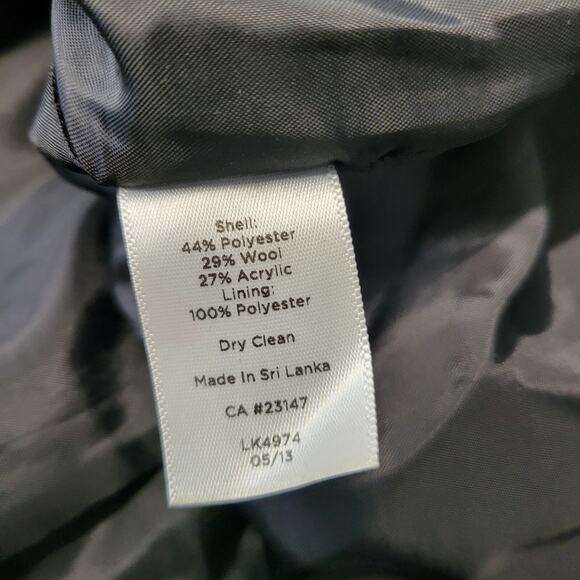 Shell:
44% Polyester
29% Wool
27% Acrylic
Lining:
100% Polyester
Dry Clean
Made In Sri Lanka
CA #23147
LK4974
05/13